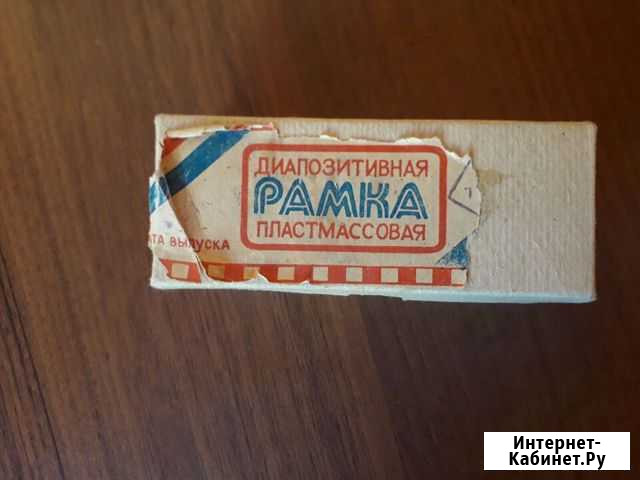 ДИАПОЗИТИВНАЯ
РАМКА
ПЛАСТМАССОВАЯ
ТА ВЫПУСКА
Интернет-
Кабинет.Ру